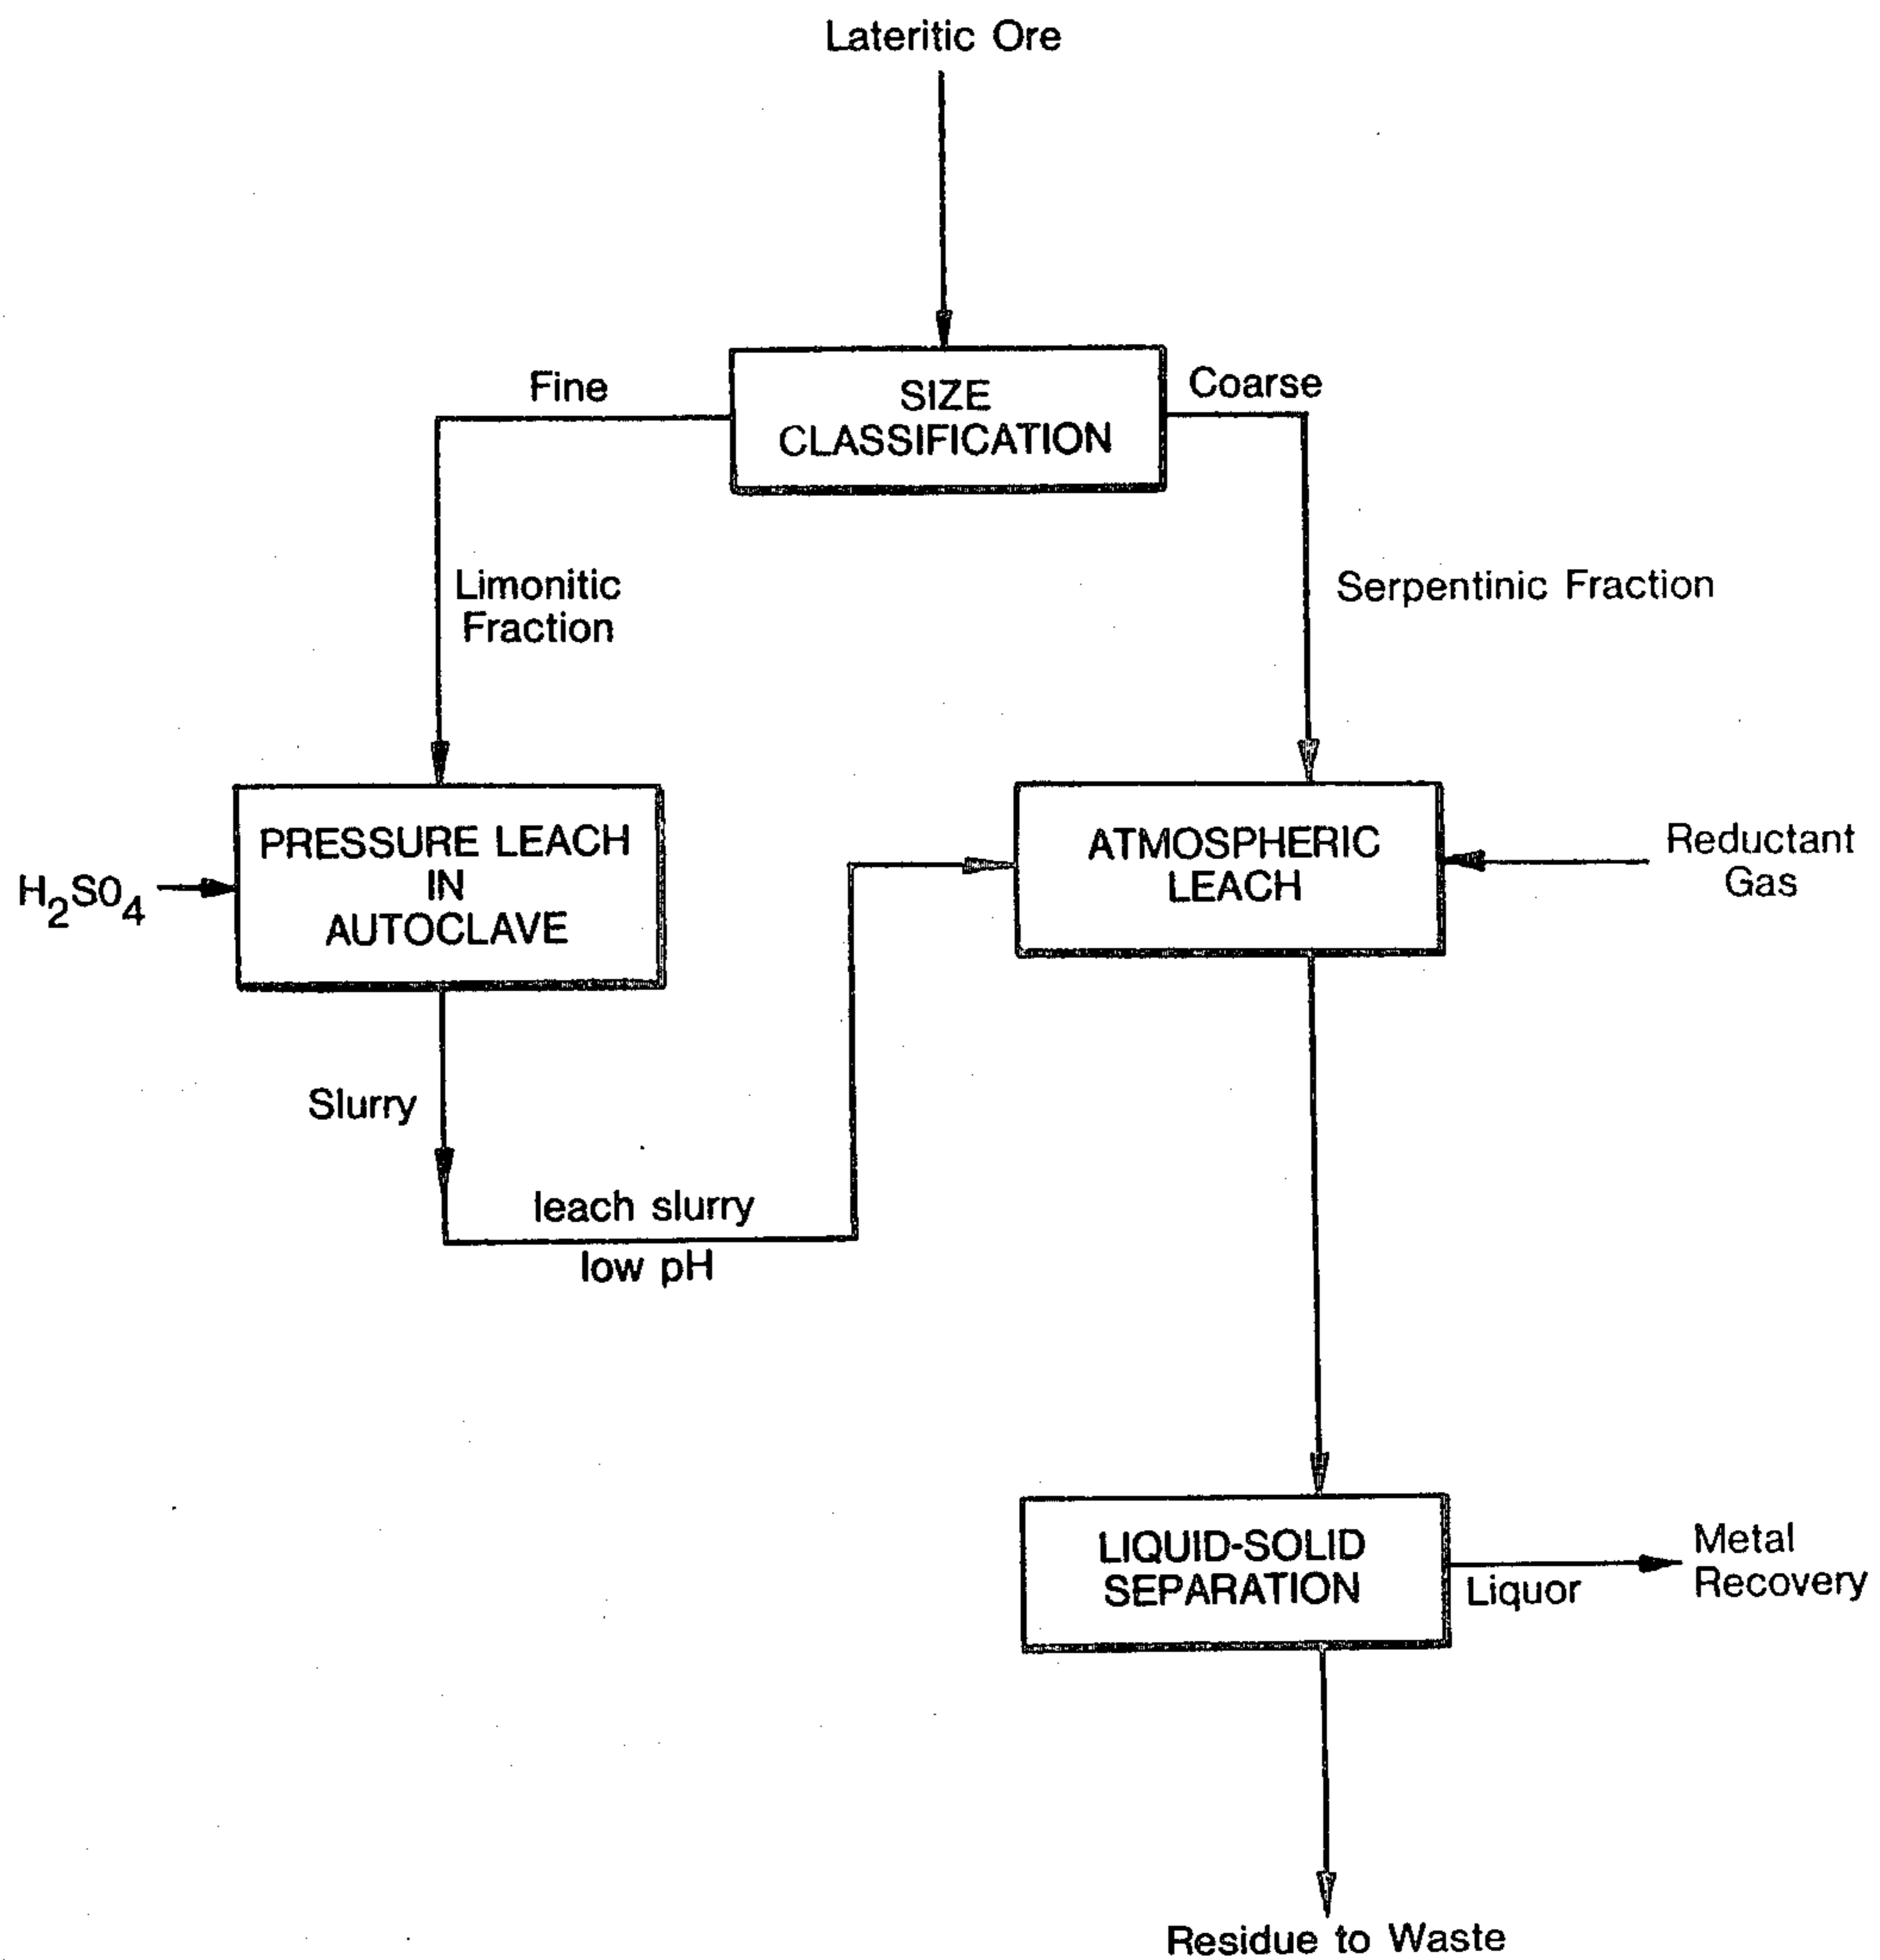 Lateritic Ore
SIZE
CLASSIFICATION
Fine
Coarse
Limonitic
Fraction
Serpentinic Fraction
PRESSURE LEACH
IN
AUTOCLAVE
H₂SO₄
ATMOSPHERIC
LEACH
Reductant
Gas
Slurry
leach slurry
low pH
LIQUID-SOLID
SEPARATION
Liquor
Metal
Recovery
Residue to Waste